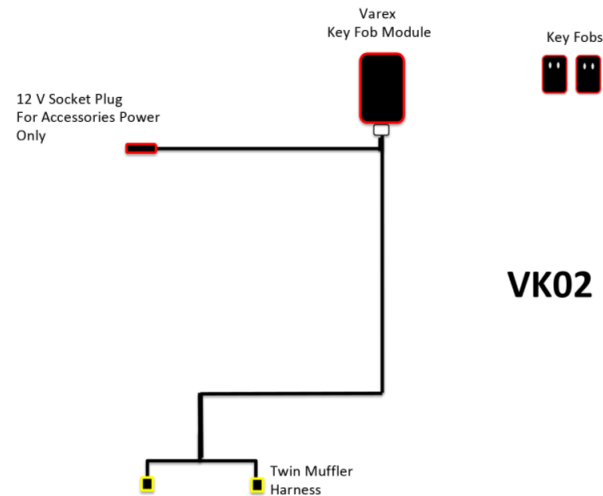 Varex
Key Fob Module
Key Fobs
12 V Socket Plug
For Accessories Power
Only
VK02
Twin Muffler
Harness